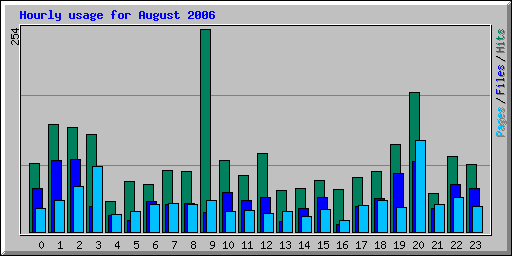 Hourly usage for August 2006
254
Pages / Files / Hits
0 1 2 3 4 5 6 7 8 9 10 11 12 13 14 15 16 17 18 19 20 21 22 23